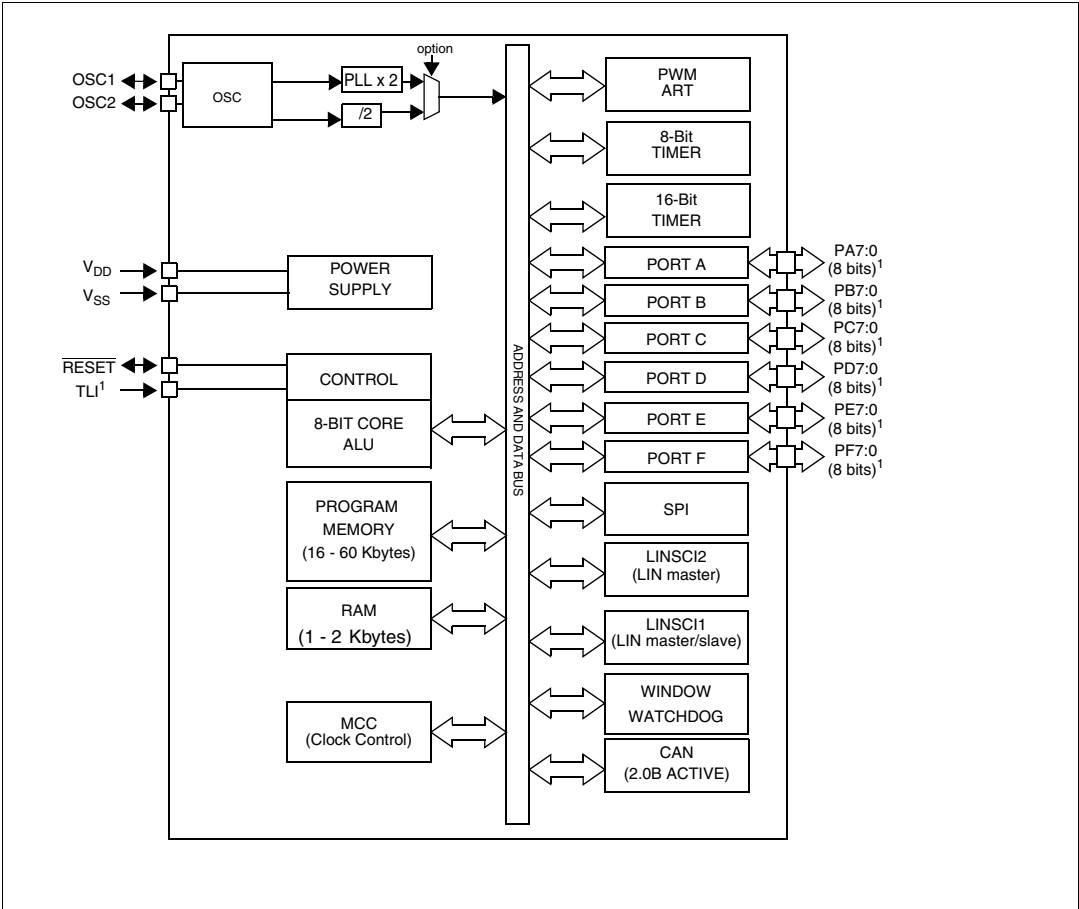 option
OSC1
OSC2
OSC
PLL x 2
/2
PWM
ART
8-Bit
TIMER
16-Bit
TIMER
VDD
VSS
POWER
SUPPLY
RESET
TLI1
CONTROL
8-BIT CORE
ALU
PROGRAM
MEMORY
(16 - 60 Kbytes)
RAM
(1 - 2 Kbytes)
MCC
(Clock Control)
ADDRESS AND DATA BUS
PORT A
PA7:0
(8 bits)1
PORT B
PB7:0
(8 bits)1
PORT C
PC7:0
(8 bits)1
PORT D
PD7:0
(8 bits)1
PORT E
PE7:0
(8 bits)1
PORT F
PF7:0
(8 bits)1
SPI
LINSCI2
(LIN master)
LINSCI1
(LIN master/slave)
WINDOW
WATCHDOG
CAN
(2.0B ACTIVE)